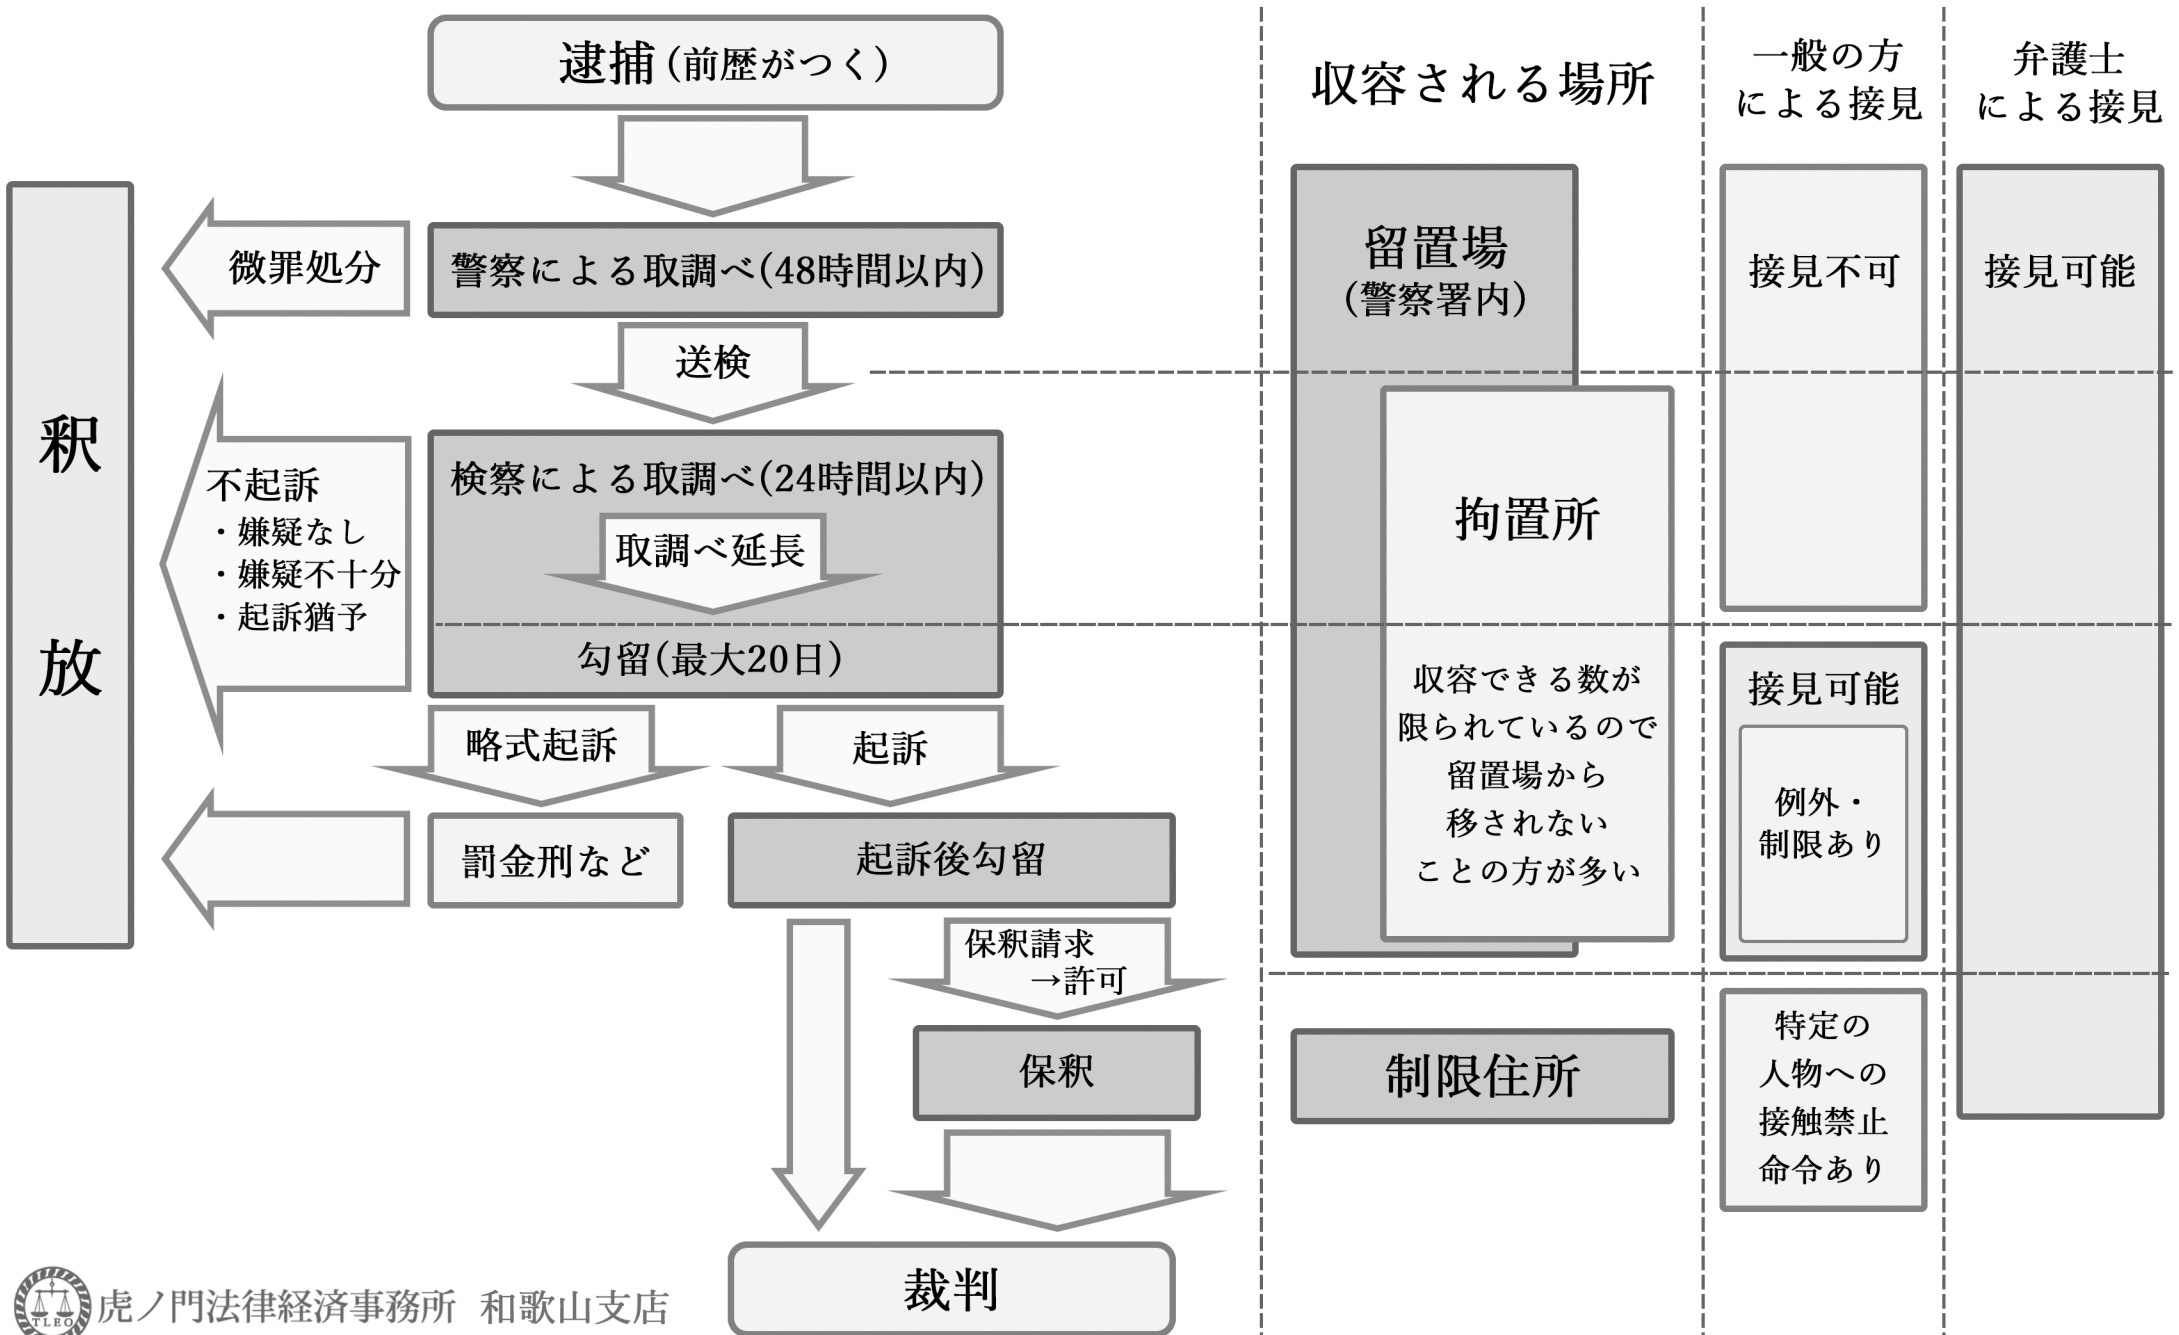 逮捕(前歴がつく)
微罪処分
警察による取調べ(48時間以内)
送検
釈放
不起訴
・嫌疑なし
・嫌疑不十分
・起訴猶予
検察による取調べ(24時間以内)
取調べ延長
勾留(最大20日)
略式起訴
起訴
罰金刑など
起訴後勾留
保釈請求
→許可
保釈
裁判
収容される場所
留置場
(警察署内)
拘置所
収容できる数が
限られているので
留置場から
移されない
ことの方が多い
制限住所
一般の方
による接見
接見不可
接見可能
例外・
制限あり
特定の
人物への
接触禁止
命令あり
弁護士
による接見
接見可能
TLEO
虎ノ門法律経済事務所 和歌山支店